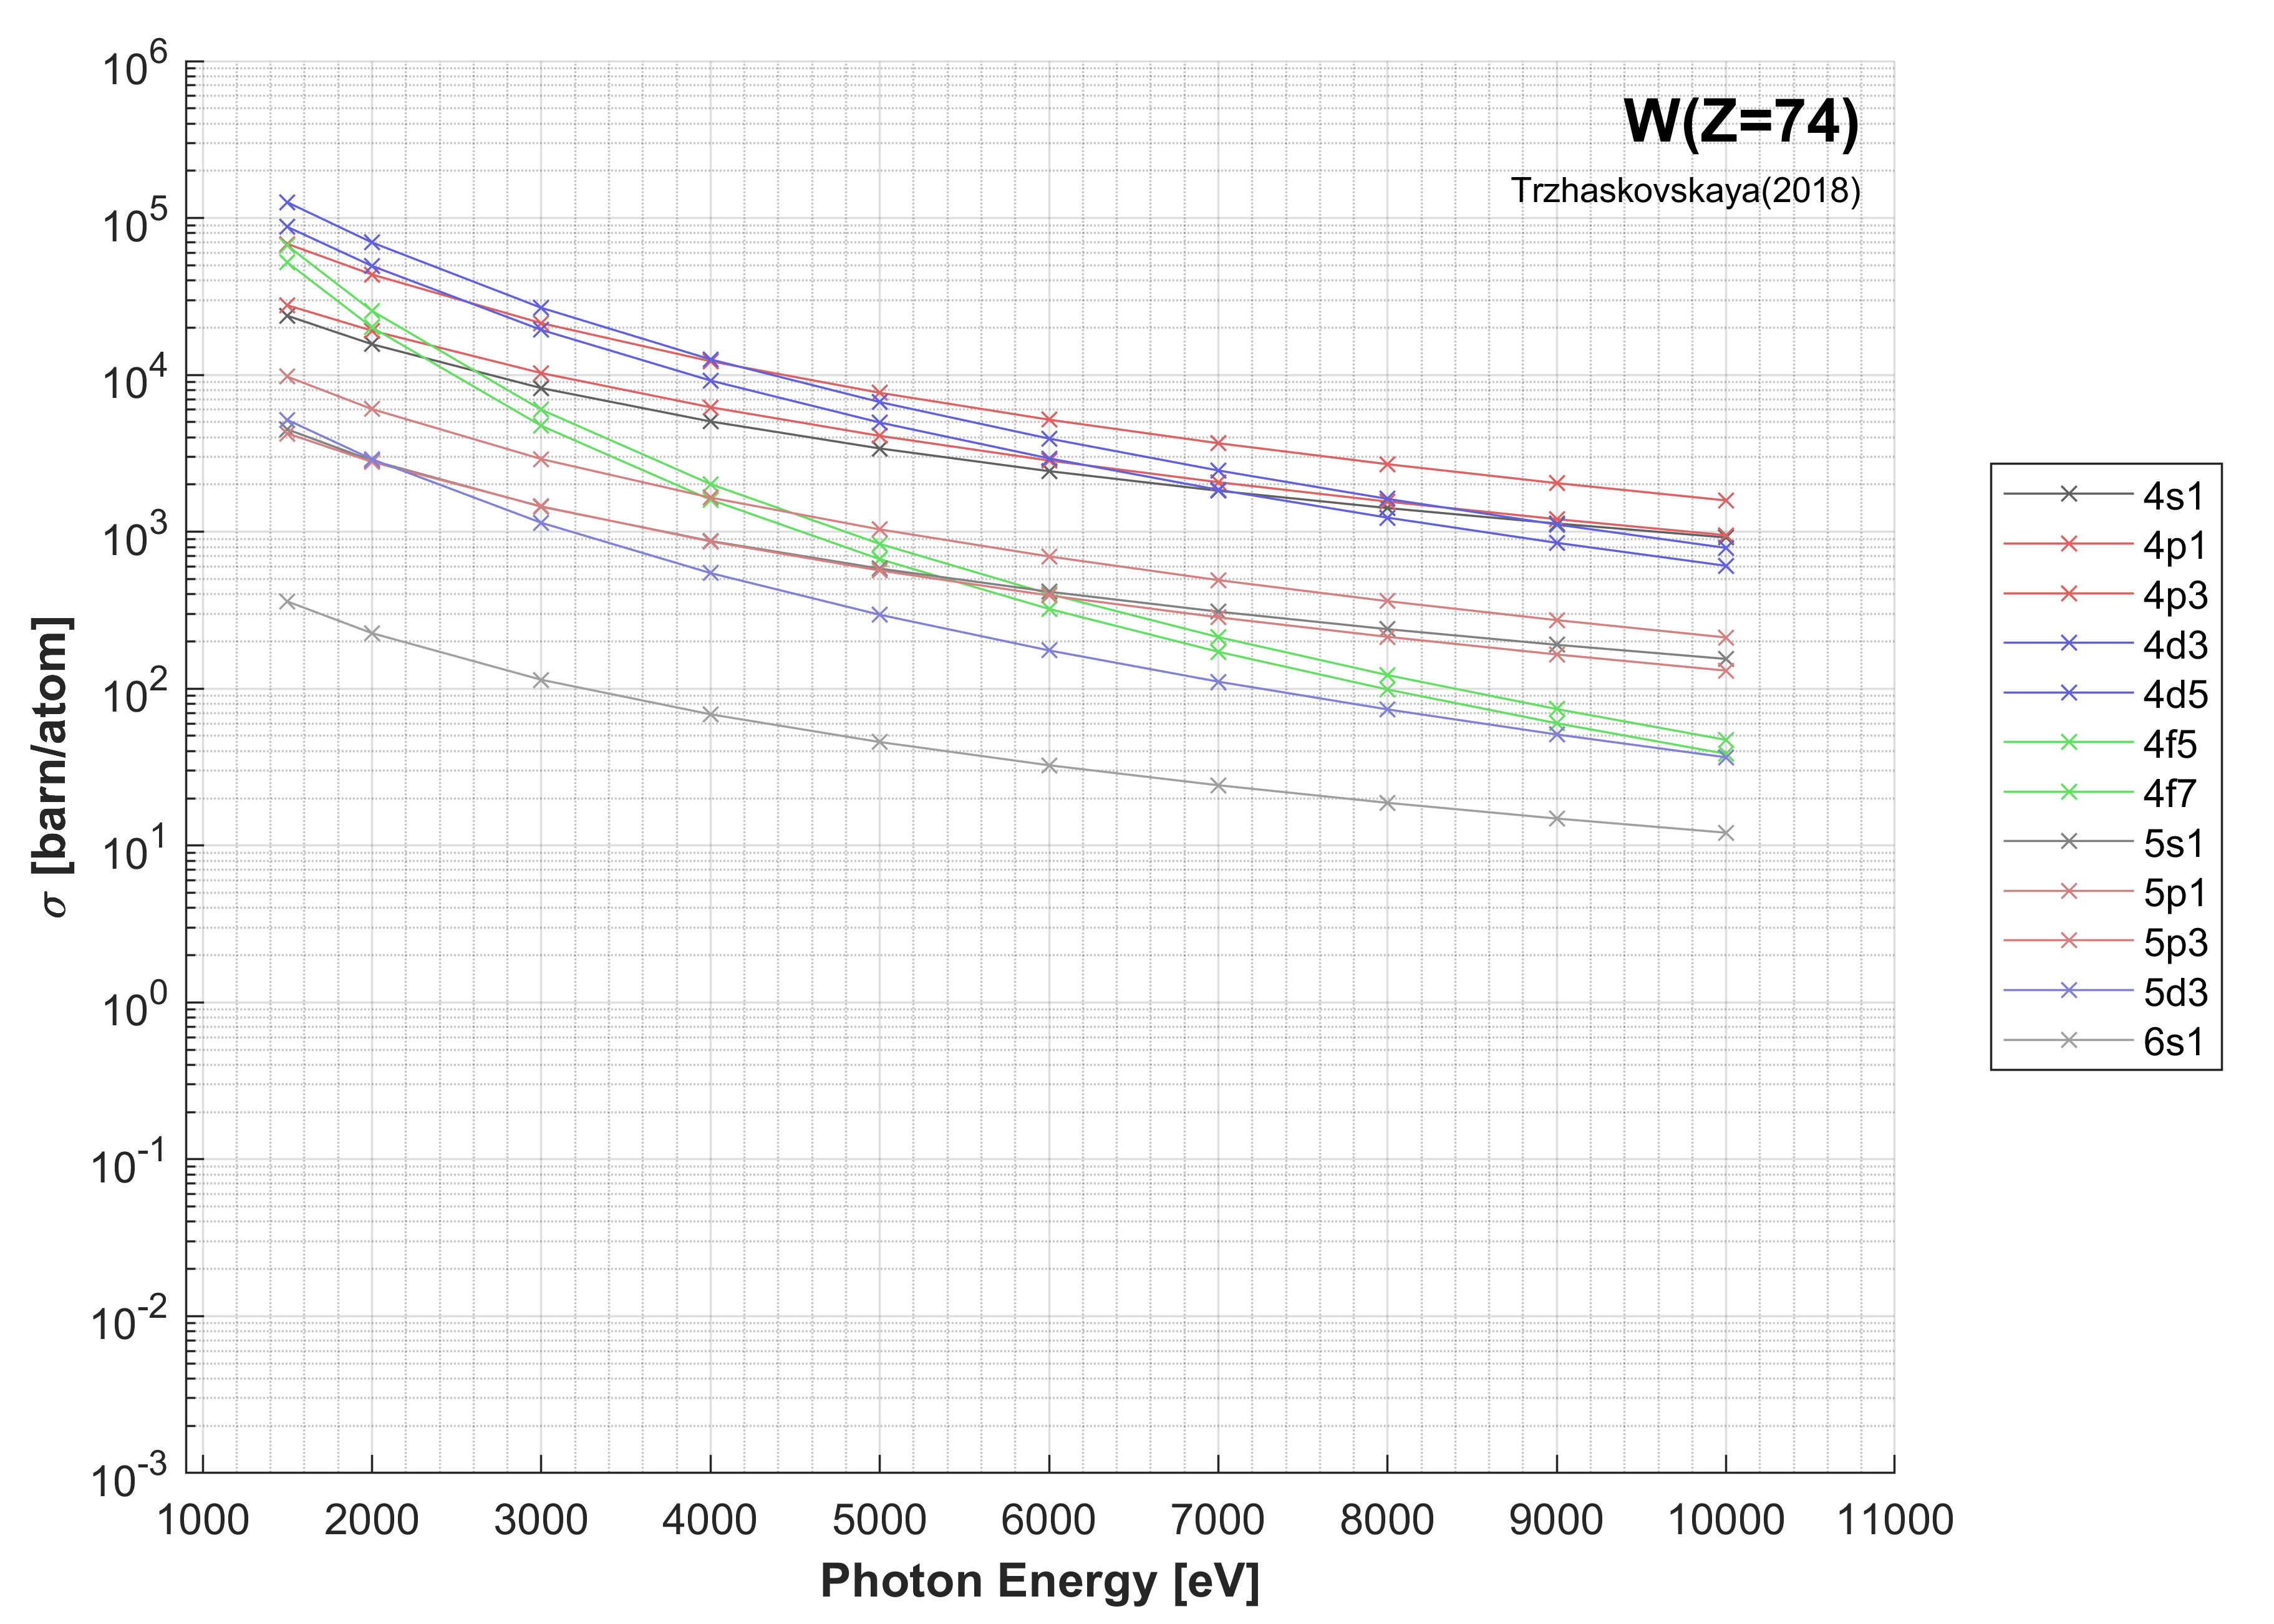 W(Z=74)
Trzhaskovskaya(2018)
10^6
10^5
10^4
10^3
10^2
10^1
10^0
10^-1
10^-2
10^-3
σ [barn/atom]
1000 2000 3000 4000 5000 6000 7000 8000 9000 10000 11000
Photon Energy [eV]
4s1
4p1
4p3
4d3
4d5
4f5
4f7
5s1
5p1
5p3
5d3
6s1